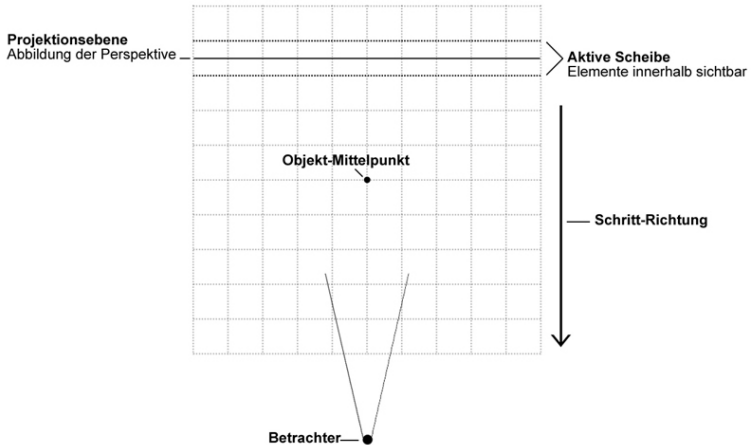 Projektionsebene
Abbildung der Perspektive
Aktive Scheibe
Elemente innerhalb sichtbar
Objekt-Mittelpunkt
Schritt-Richtung
Betrachter